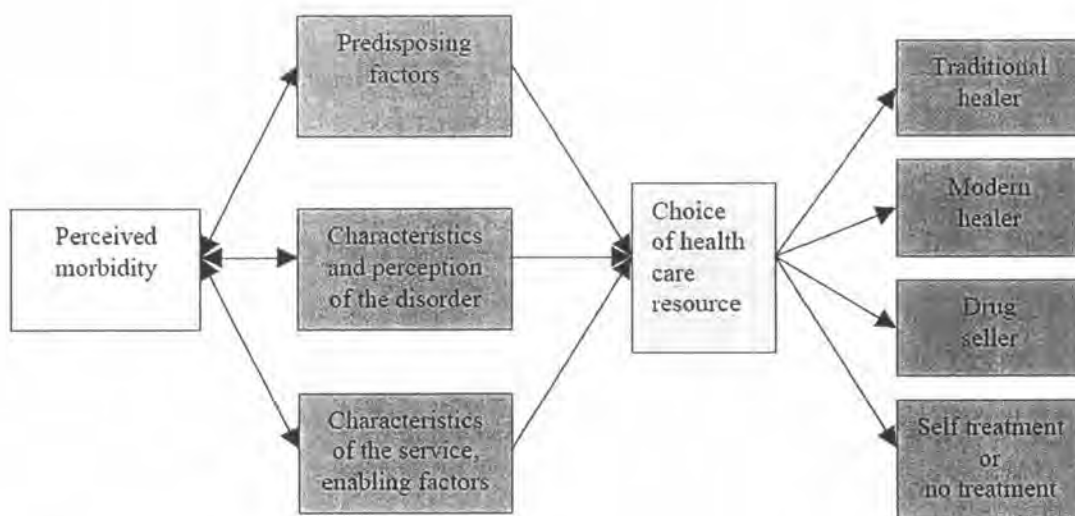 Perceived
morbidity
Predisposing
factors
Characteristics
and perception
of the disorder
Characteristics
of the service,
enabling factors
Choice
of health
care
resource
Traditional
healer
Modern
healer
Drug
seller
Self treatment
or
no treatment